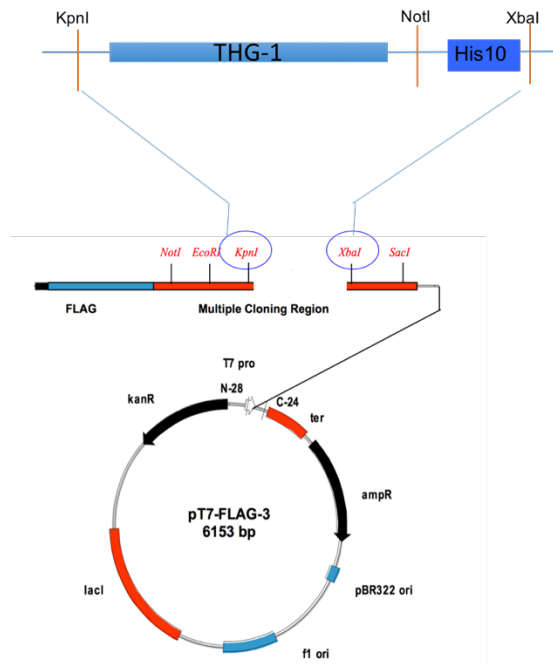 KpnI NotI XbaI
THG-1 His10
NotI EcoRI KpnI XbaI SacI
FLAG Multiple Cloning Region
T7 pro
N-28 C-24
kanR ter
ampR
pT7-FLAG-3
6153 bp
lacI pBR322 ori
f1 ori